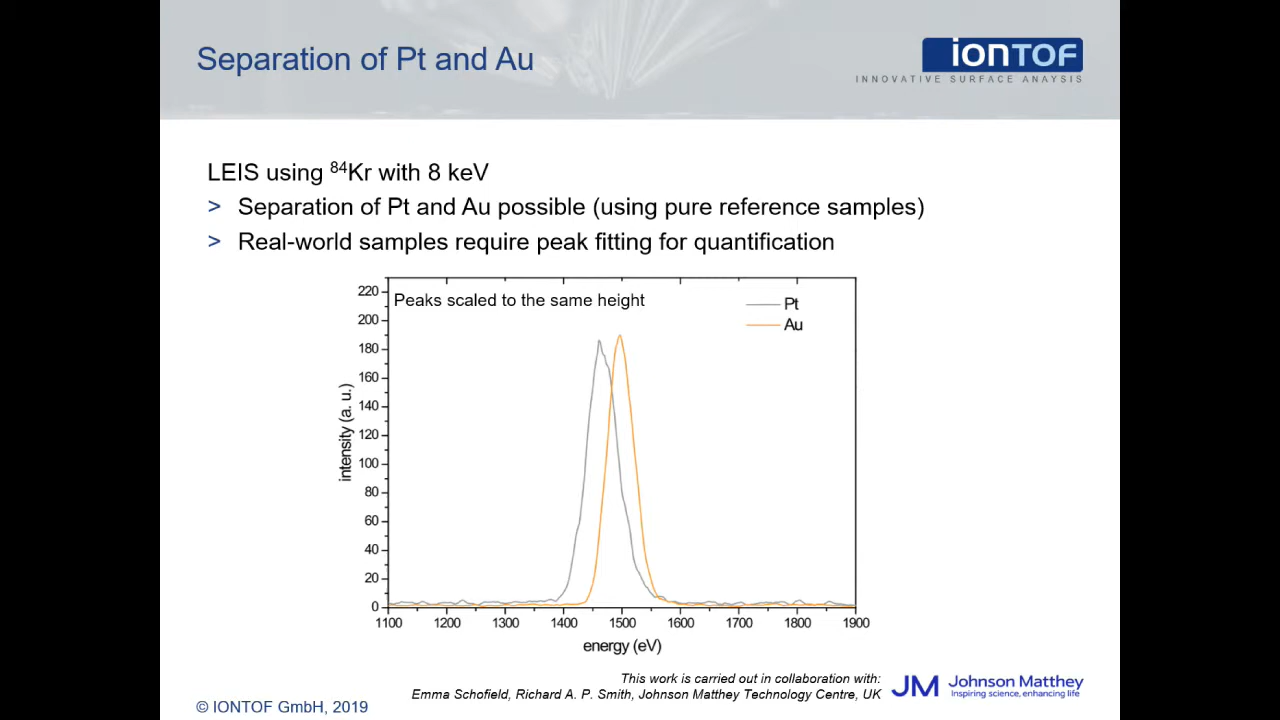 Separation of Pt and Au
ionTOF
INNOVATIVE SURFACE ANAYSIS
LEIS using ⁸⁴Kr with 8 keV
> Separation of Pt and Au possible (using pure reference samples)
> Real-world samples require peak fitting for quantification
Peaks scaled to the same height
Pt
Au
220
200
180
160
140
120
100
80
60
40
20
0
intensity (a. u.)
1100 1200 1300 1400 1500 1600 1700 1800 1900
energy (eV)
This work is carried out in collaboration with:
Emma Schofield, Richard A. P. Smith, Johnson Matthey Technology Centre, UK
JM Johnson Matthey
Inspiring science, enhancing life
© IONTOF GmbH, 2019